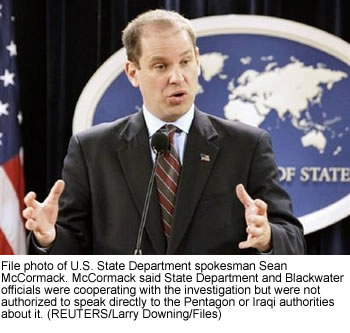 of State
File photo of U.S. State Department spokesman Sean
McCormack. McCormack said State Department and Blackwater
officials were cooperating with the investigation but were not
authorized to speak directly to the Pentagon or Iraqi authorities
about it. (REUTERS/Larry Downing/Files)